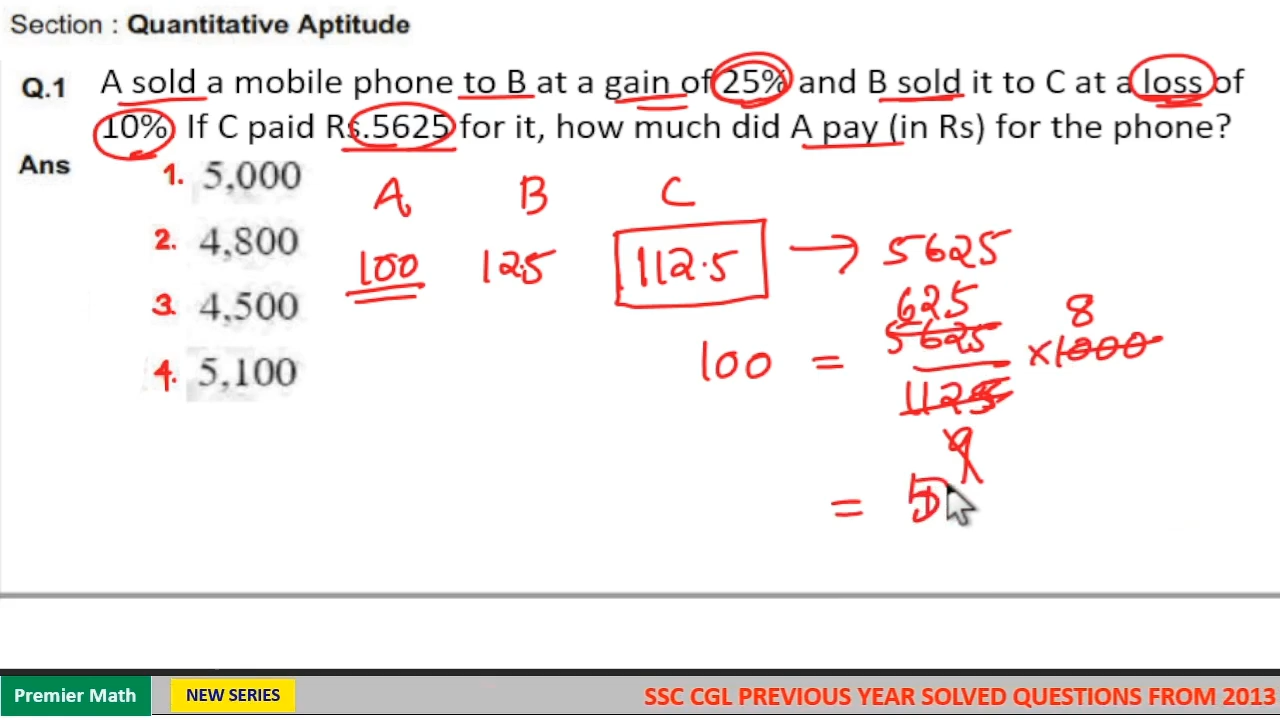 Section : Quantitative Aptitude
Q.1 A sold a mobile phone to B at a gain of 25% and B sold it to C at a loss of
10%. If C paid Rs.5625 for it, how much did A pay (in Rs) for the phone?
Ans
1. 5,000
2. 4,800
3. 4,500
4. 5,100
A B C
100 125 112.5 → 5625
625 8
100 = 5625 ×1000
1125
9
= 5
Premier Math
NEW SERIES
SSC CGL PREVIOUS YEAR SOLVED QUESTIONS FROM 2013